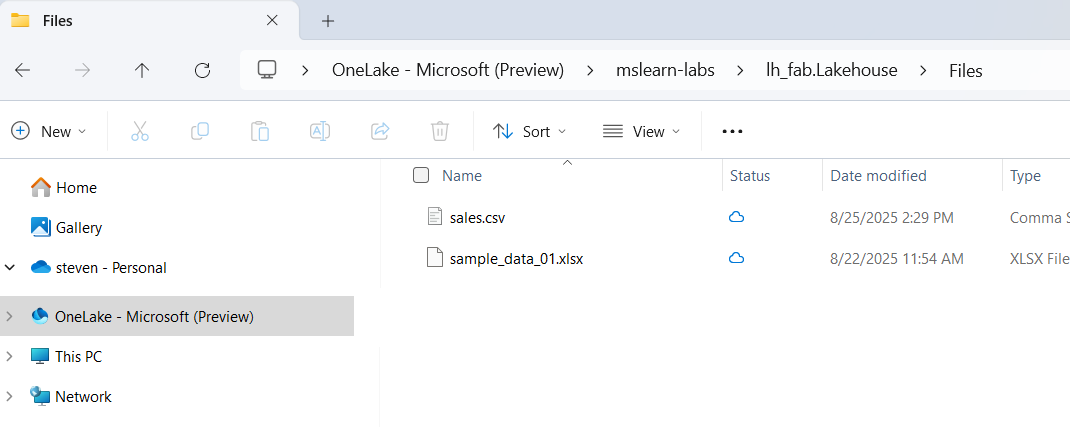 Files
OneLake - Microsoft (Preview) mslearn-labs lh_fab.Lakehouse Files
New Sort View
Name Status Date modified Type
Home
Gallery
steven - Personal
OneLake - Microsoft (Preview)
This PC
Network
sales.csv 8/25/2025 2:29 PM Comma S
sample_data_01.xlsx 8/22/2025 11:54 AM XLSX File